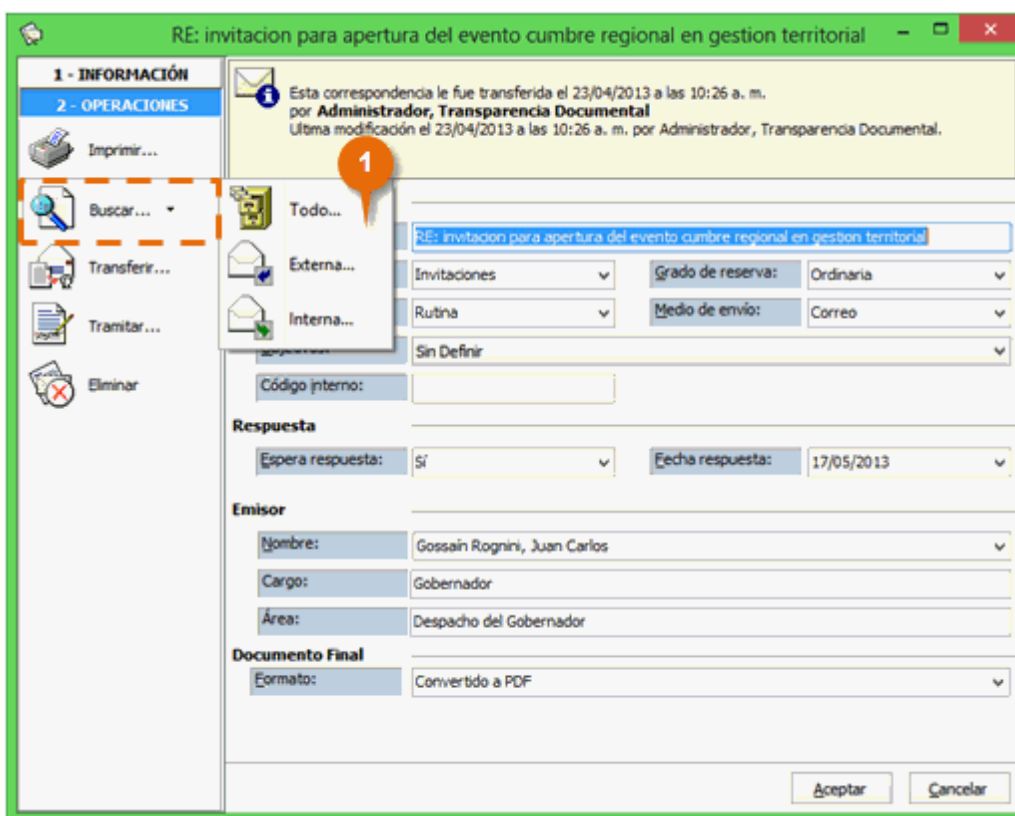 RE: invitacion para apertura del evento cumbre regional en gestion territorial
1 - INFORMACIÓN
2 - OPERACIONES
Imprimir...
Buscar...
Transferir...
Tramitar...
Eliminar
Esta correspondencia le fue transferida el 23/04/2013 a las 10:26 a. m.
por Administrador, Transparencia Documental
Ultima modificación el 23/04/2013 a las 10:26 a. m. por Administrador, Transparencia Documental.
1
Todo...
Externa...
Interna...
RE: invitacion para apertura del evento cumbre regional en gestion territorial
Invitaciones Grado de reserva: Ordinaria
Rutina Medio de envío: Correo
Sin Definir
Código interno:
Respuesta
Espera respuesta: Sí Fecha respuesta: 17/05/2013
Emisor
Nombre: Gossaín Rognini, Juan Carlos
Cargo: Gobernador
Área: Despacho del Gobernador
Documento Final
Formato: Convertido a PDF
Aceptar Cancelar